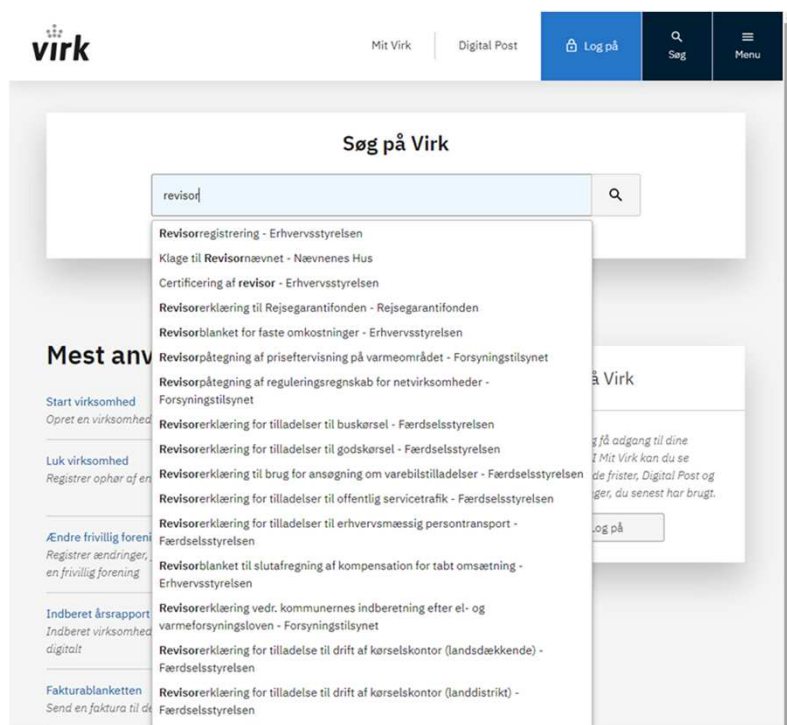 virk
Mit Virk
Digital Post
Log på
Søg
Menu
Søg på Virk
revisor
Revisorregistrering - Erhvervsstyrelsen
Klage til Revisornævnet - Nævnenes Hus
Certificering af revisor - Erhvervsstyrelsen
Revisorerklæring til Rejsegarantifonden - Rejsegarantifonden
Revisorblanket for faste omkostninger - Erhvervsstyrelsen
Revisorpåtegning af priseftervisning på varmeområdet - Forsyningstilsynet
Revisorpåtegning af reguleringsregnskab for netvirksomheder -
Forsyningstilsynet
Revisorerklæring for tilladelser til buskørsel - Færdselsstyrelsen
Revisorerklæring for tilladelser til godskørsel - Færdselsstyrelsen
Revisorerklæring til brug for ansøgning om varebilstilladelser - Færdselsstyrelsen
Revisorerklæring for tilladelser til offentlig servicetrafik - Færdselsstyrelsen
Revisorerklæring for tilladelser til erhvervsmæssig persontransport -
Færdselsstyrelsen
Revisorblanket til slutafregning af kompensation for tabt omsætning -
Erhvervsstyrelsen
Revisorerklæring vedr. kommunernes indberetning efter el- og
varmeforsyningsloven - Forsyningstilsynet
Revisorerklæring for tilladelse til drift af kørselskontor (landsdækkende) -
Færdselsstyrelsen
Revisorerklæring for tilladelse til drift af kørselskontor (landdistrikt) -
Færdselsstyrelsen
Mest anv
Start virksomhed
Opret en virksomhed
Luk virksomhed
Registrer ophør af en
Ændre frivillig foreni
Registrer ændringer,
en frivillig forening
Indberet årsrapport
Indberet virksomhed
digitalt
Fakturablanketten
Send en faktura til de
å Virk
g få adgang til dine
I Mit Virk kan du se
de frister, Digital Post og
ger, du senest har brugt.
Log på